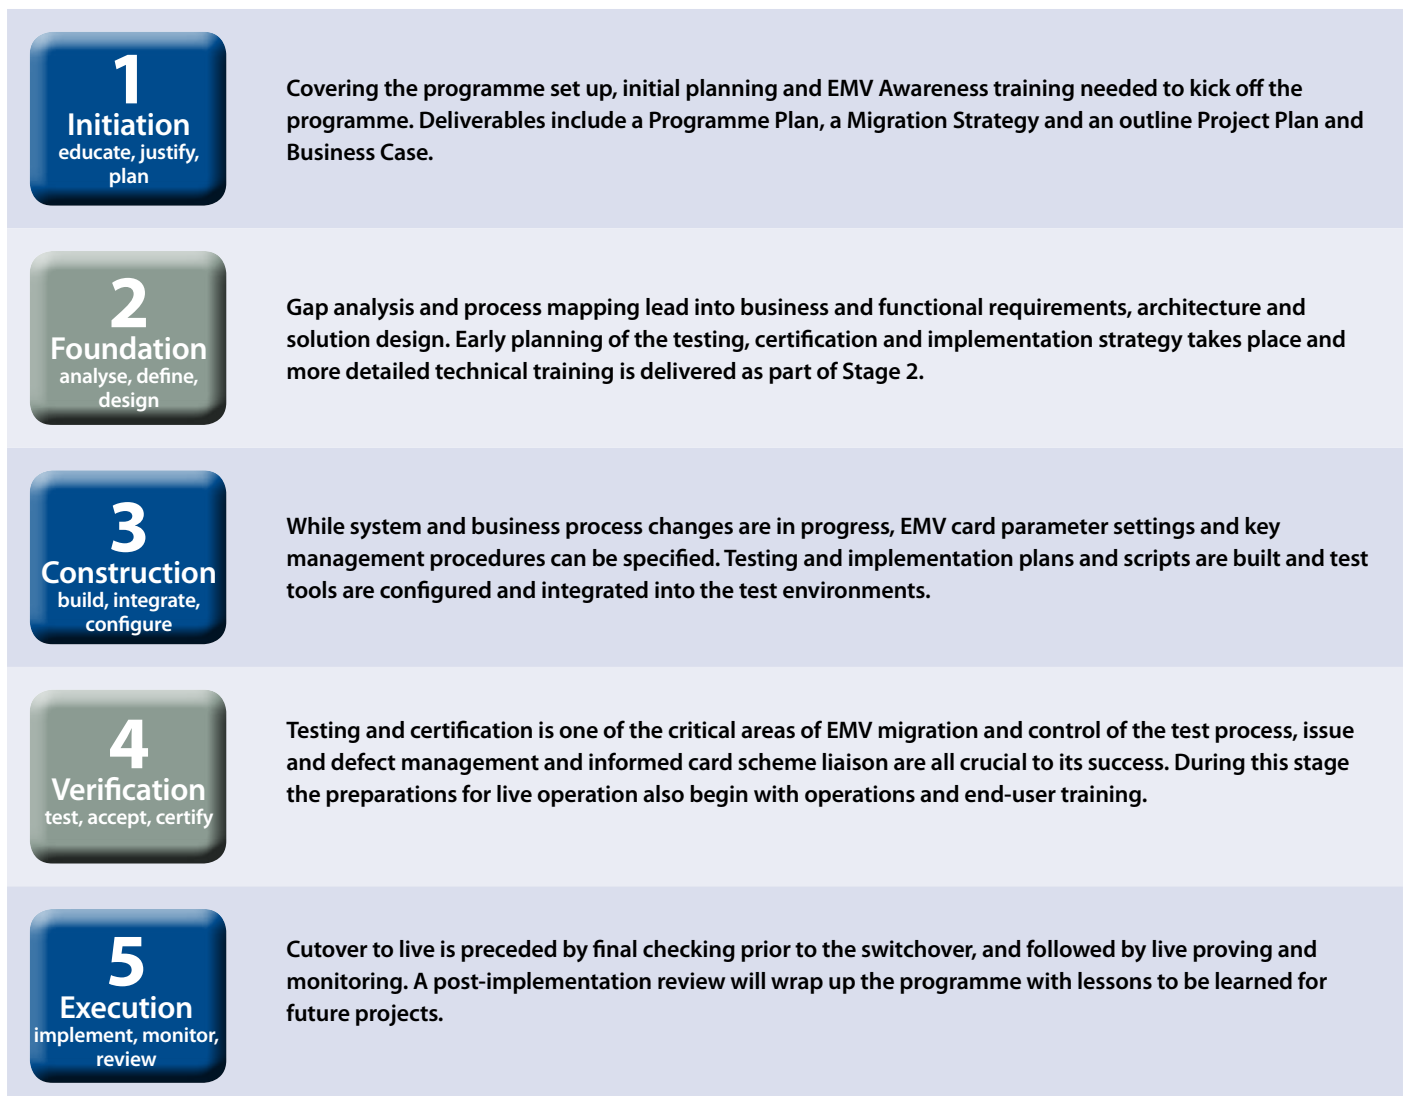 1
Initiation
educate, justify,
plan
Covering the programme set up, initial planning and EMV Awareness training needed to kick off the
programme. Deliverables include a Programme Plan, a Migration Strategy and an outline Project Plan and
Business Case.
2
Foundation
analyse, define,
design
Gap analysis and process mapping lead into business and functional requirements, architecture and
solution design. Early planning of the testing, certification and implementation strategy takes place and
more detailed technical training is delivered as part of Stage 2.
3
Construction
build, integrate,
configure
While system and business process changes are in progress, EMV card parameter settings and key
management procedures can be specified. Testing and implementation plans and scripts are built and test
tools are configured and integrated into the test environments.
4
Verification
test, accept, certify
Testing and certification is one of the critical areas of EMV migration and control of the test process, issue
and defect management and informed card scheme liaison are all crucial to its success. During this stage
the preparations for live operation also begin with operations and end-user training.
5
Execution
implement, monitor,
review
Cutover to live is preceded by final checking prior to the switchover, and followed by live proving and
monitoring. A post-implementation review will wrap up the programme with lessons to be learned for
future projects.